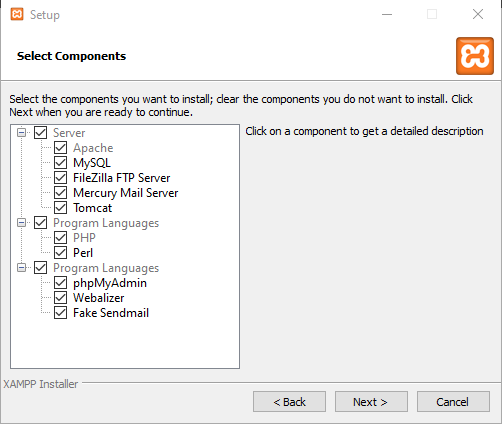 Setup
Select Components
Select the components you want to install; clear the components you do not want to install. Click
Next when you are ready to continue.
Server
Apache
MySQL
FileZilla FTP Server
Mercury Mail Server
Tomcat
Program Languages
PHP
Perl
Program Languages
phpMyAdmin
Webalizer
Fake Sendmail
Click on a component to get a detailed description
XAMPP Installer
< Back
Next >
Cancel